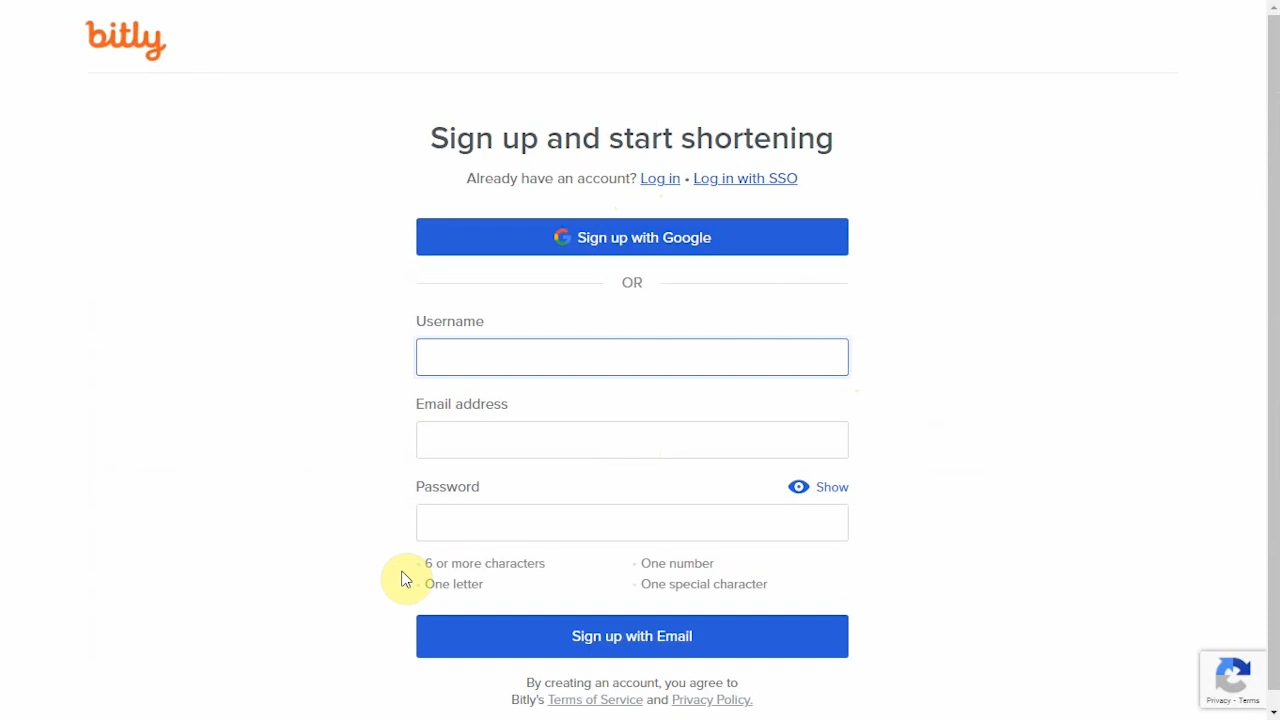 bitly
Sign up and start shortening
Already have an account? Log in • Log in with SSO
Sign up with Google
OR
Username
Email address
Password
Show
6 or more characters
One number
One letter
One special character
Sign up with Email
By creating an account, you agree to
Bitly's Terms of Service and Privacy Policy.
Privacy - Terms